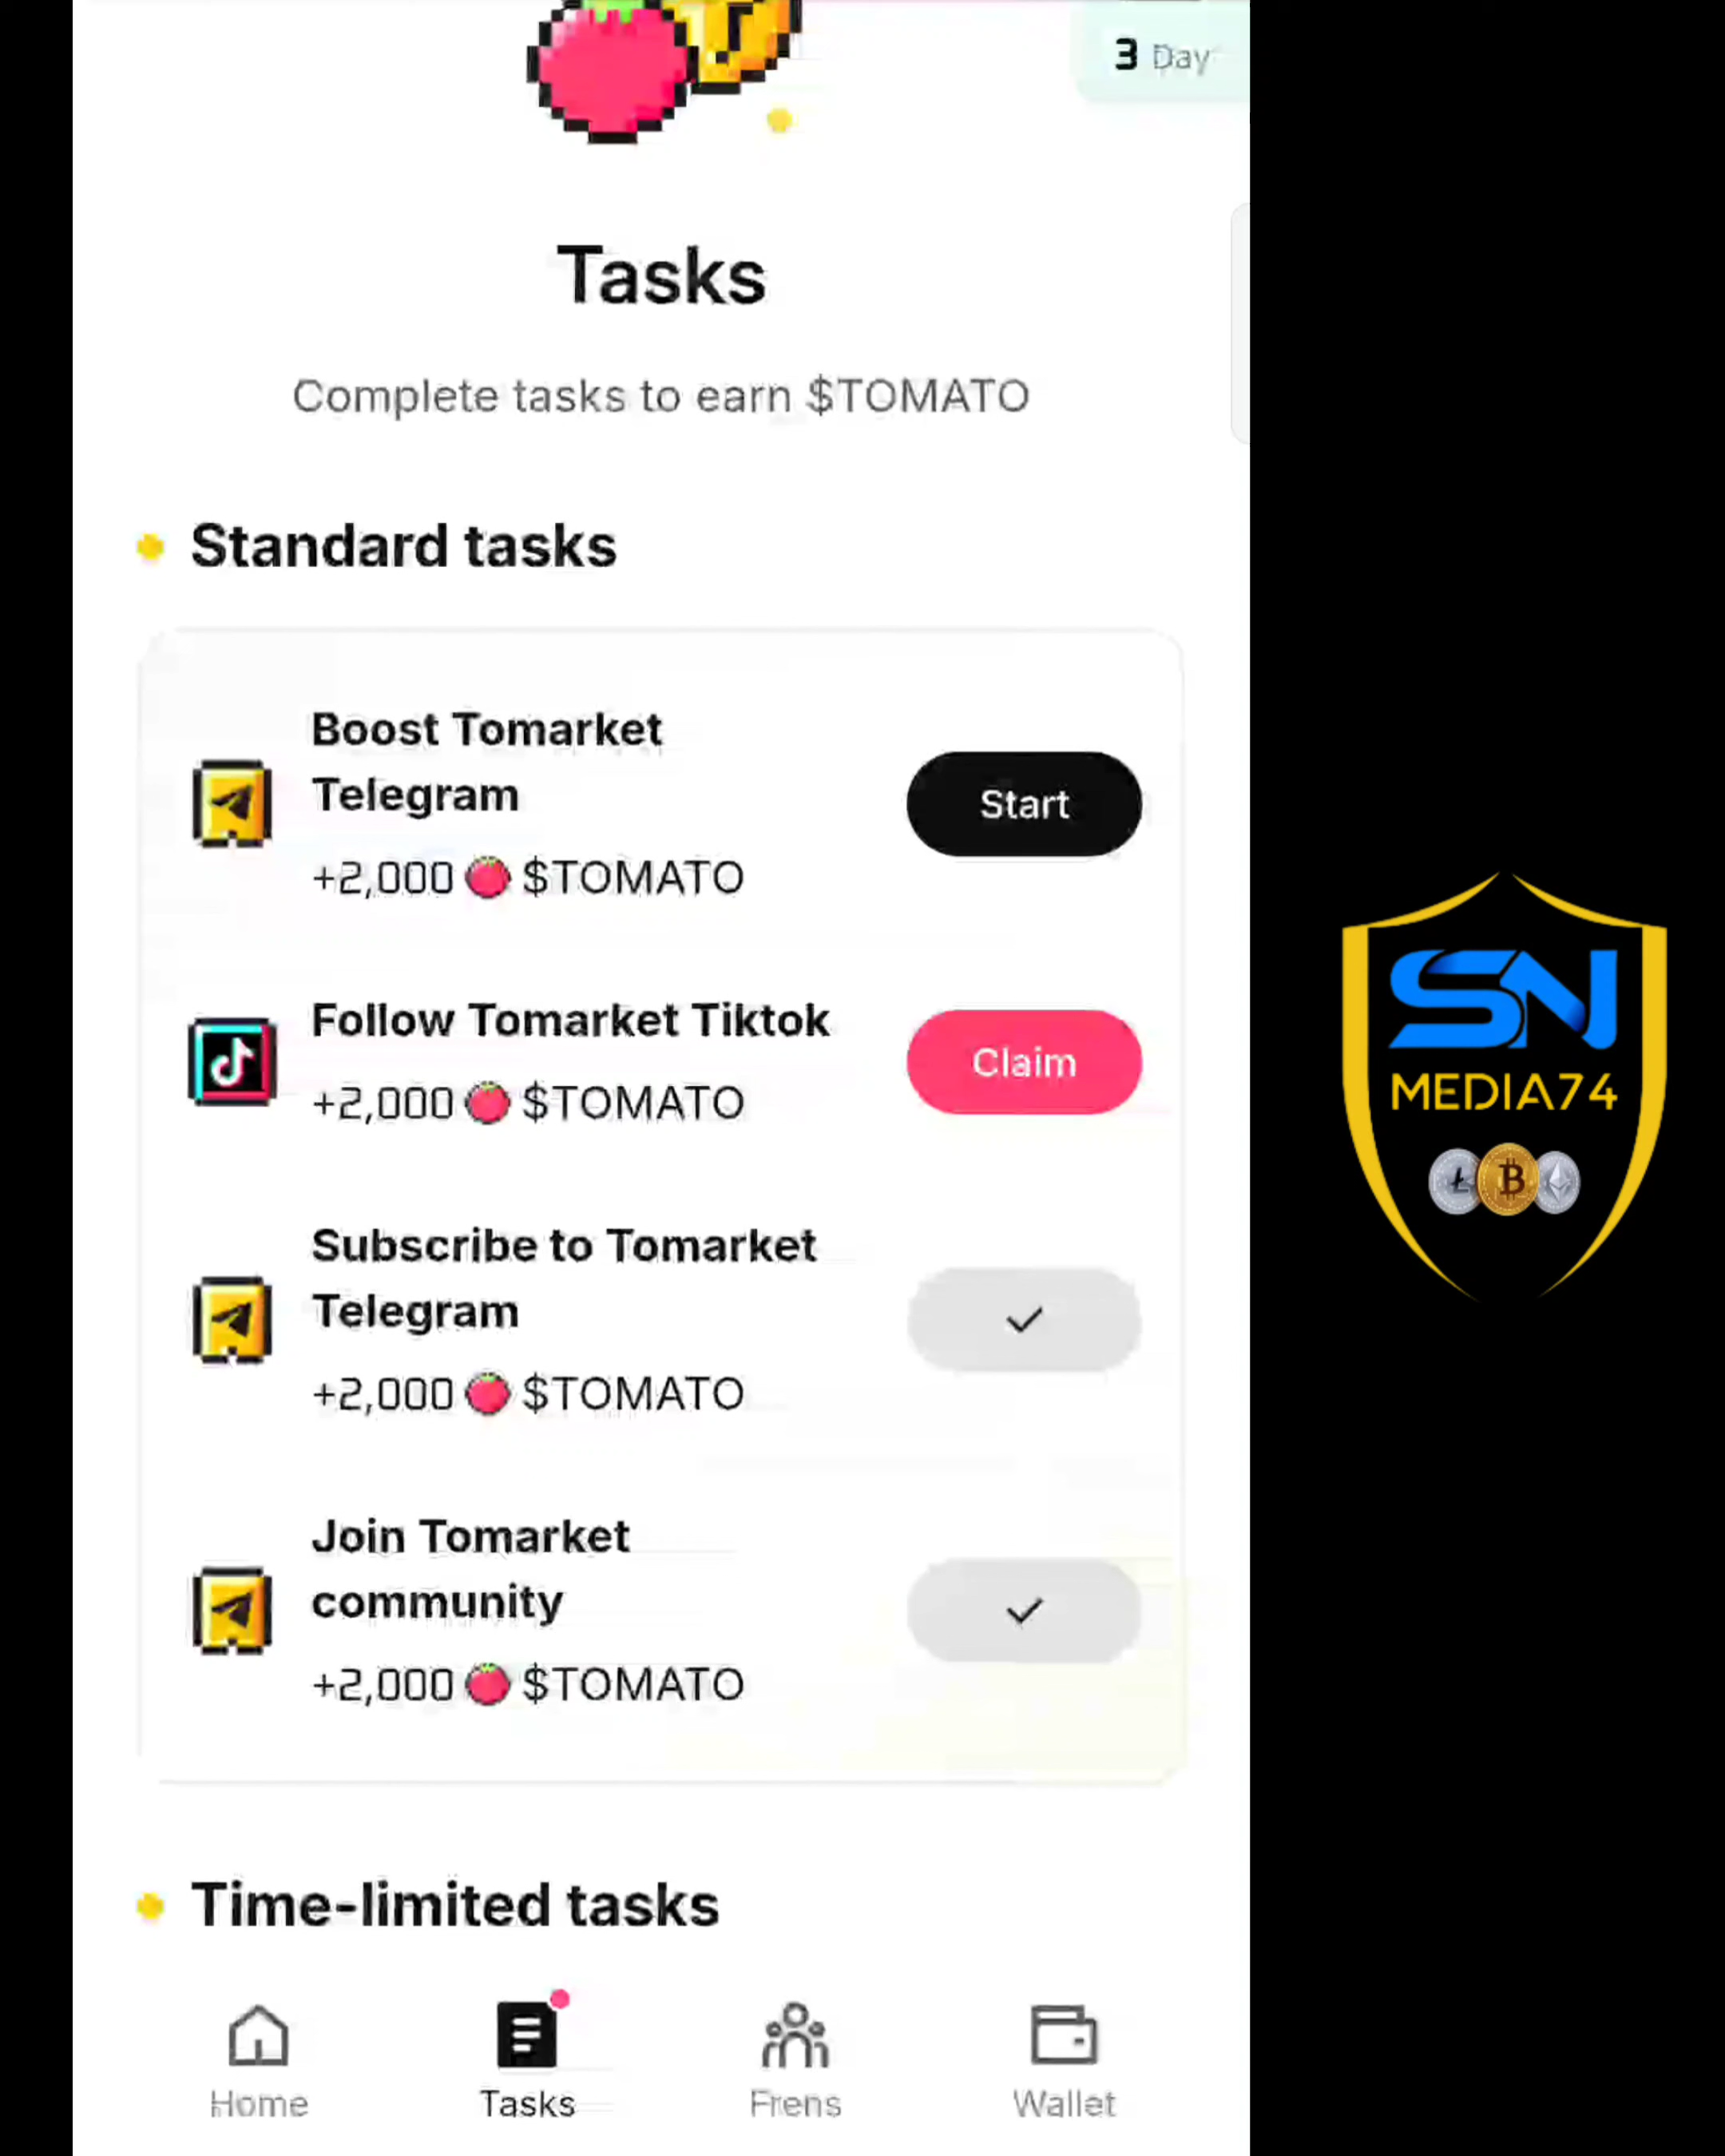 3 Day
Tasks
Complete tasks to earn $TOMATO
Standard tasks
Boost Tomarket
Telegram
+2,000 $TOMATO
Start
Follow Tomarket Tiktok
+2,000 $TOMATO
Claim
Subscribe to Tomarket
Telegram
+2,000 $TOMATO
Join Tomarket
community
+2,000 $TOMATO
Time-limited tasks
Home
Tasks
Frens
Wallet
SN
MEDIA74